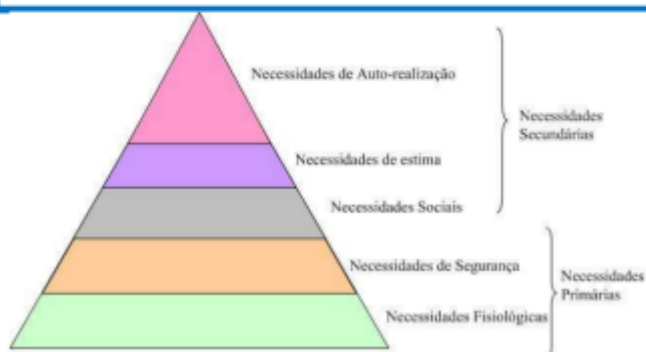 Necessidades de Auto-realização
Necessidades
Secundárias
Necessidades de estima
Necessidades Sociais
Necessidades de Segurança
Necessidades
Primárias
Necessidades Fisiológicas